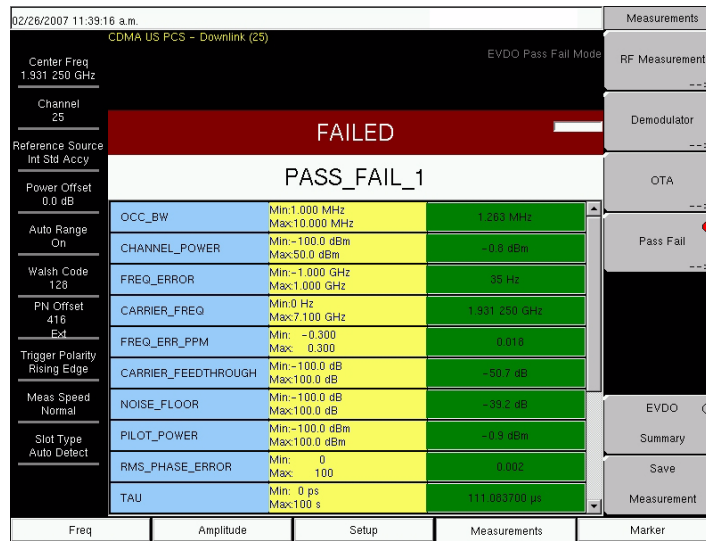 02/26/2007 11:39:16 a.m.
CDMA US PCS - Downlink (25)
EVDO Pass Fail Mode
Center Freq
1.931 250 GHz
Channel
25
Reference Source
Int Std Accy
Power Offset
0.0 dB
Auto Range
On
Walsh Code
128
PN Offset
416
Ext
Trigger Polarity
Rising Edge
Meas Speed
Normal
Slot Type
Auto Detect
FAILED
PASS_FAIL_1
OCC_BW
Min:1.000 MHz
Max:10.000 MHz
1.263 MHz
CHANNEL_POWER
Min:-100.0 dBm
Max:50.0 dBm
-0.8 dBm
FREQ_ERROR
Min:-1.000 GHz
Max:1.000 GHz
35 Hz
CARRIER_FREQ
Min:0 Hz
Max:7.100 GHz
1.931 250 GHz
FREQ_ERR_PPM
Min: -0.300
Max: 0.300
0.018
CARRIER_FEEDTHROUGH
Min:-100.0 dB
Max:100.0 dB
-50.7 dB
NOISE_FLOOR
Min:-100.0 dB
Max:100.0 dB
-39.2 dB
PILOT_POWER
Min:-100.0 dBm
Max:100.0 dBm
-0.9 dBm
RMS_PHASE_ERROR
Min: 0
Max: 100
0.002
TAU
Min: 0 ps
Max:100 s
111.083700 µs
Measurements
RF Measurement
Demodulator
OTA
Pass Fail
EVDO
Summary
Save
Measurement
Freq
Amplitude
Setup
Measurements
Marker